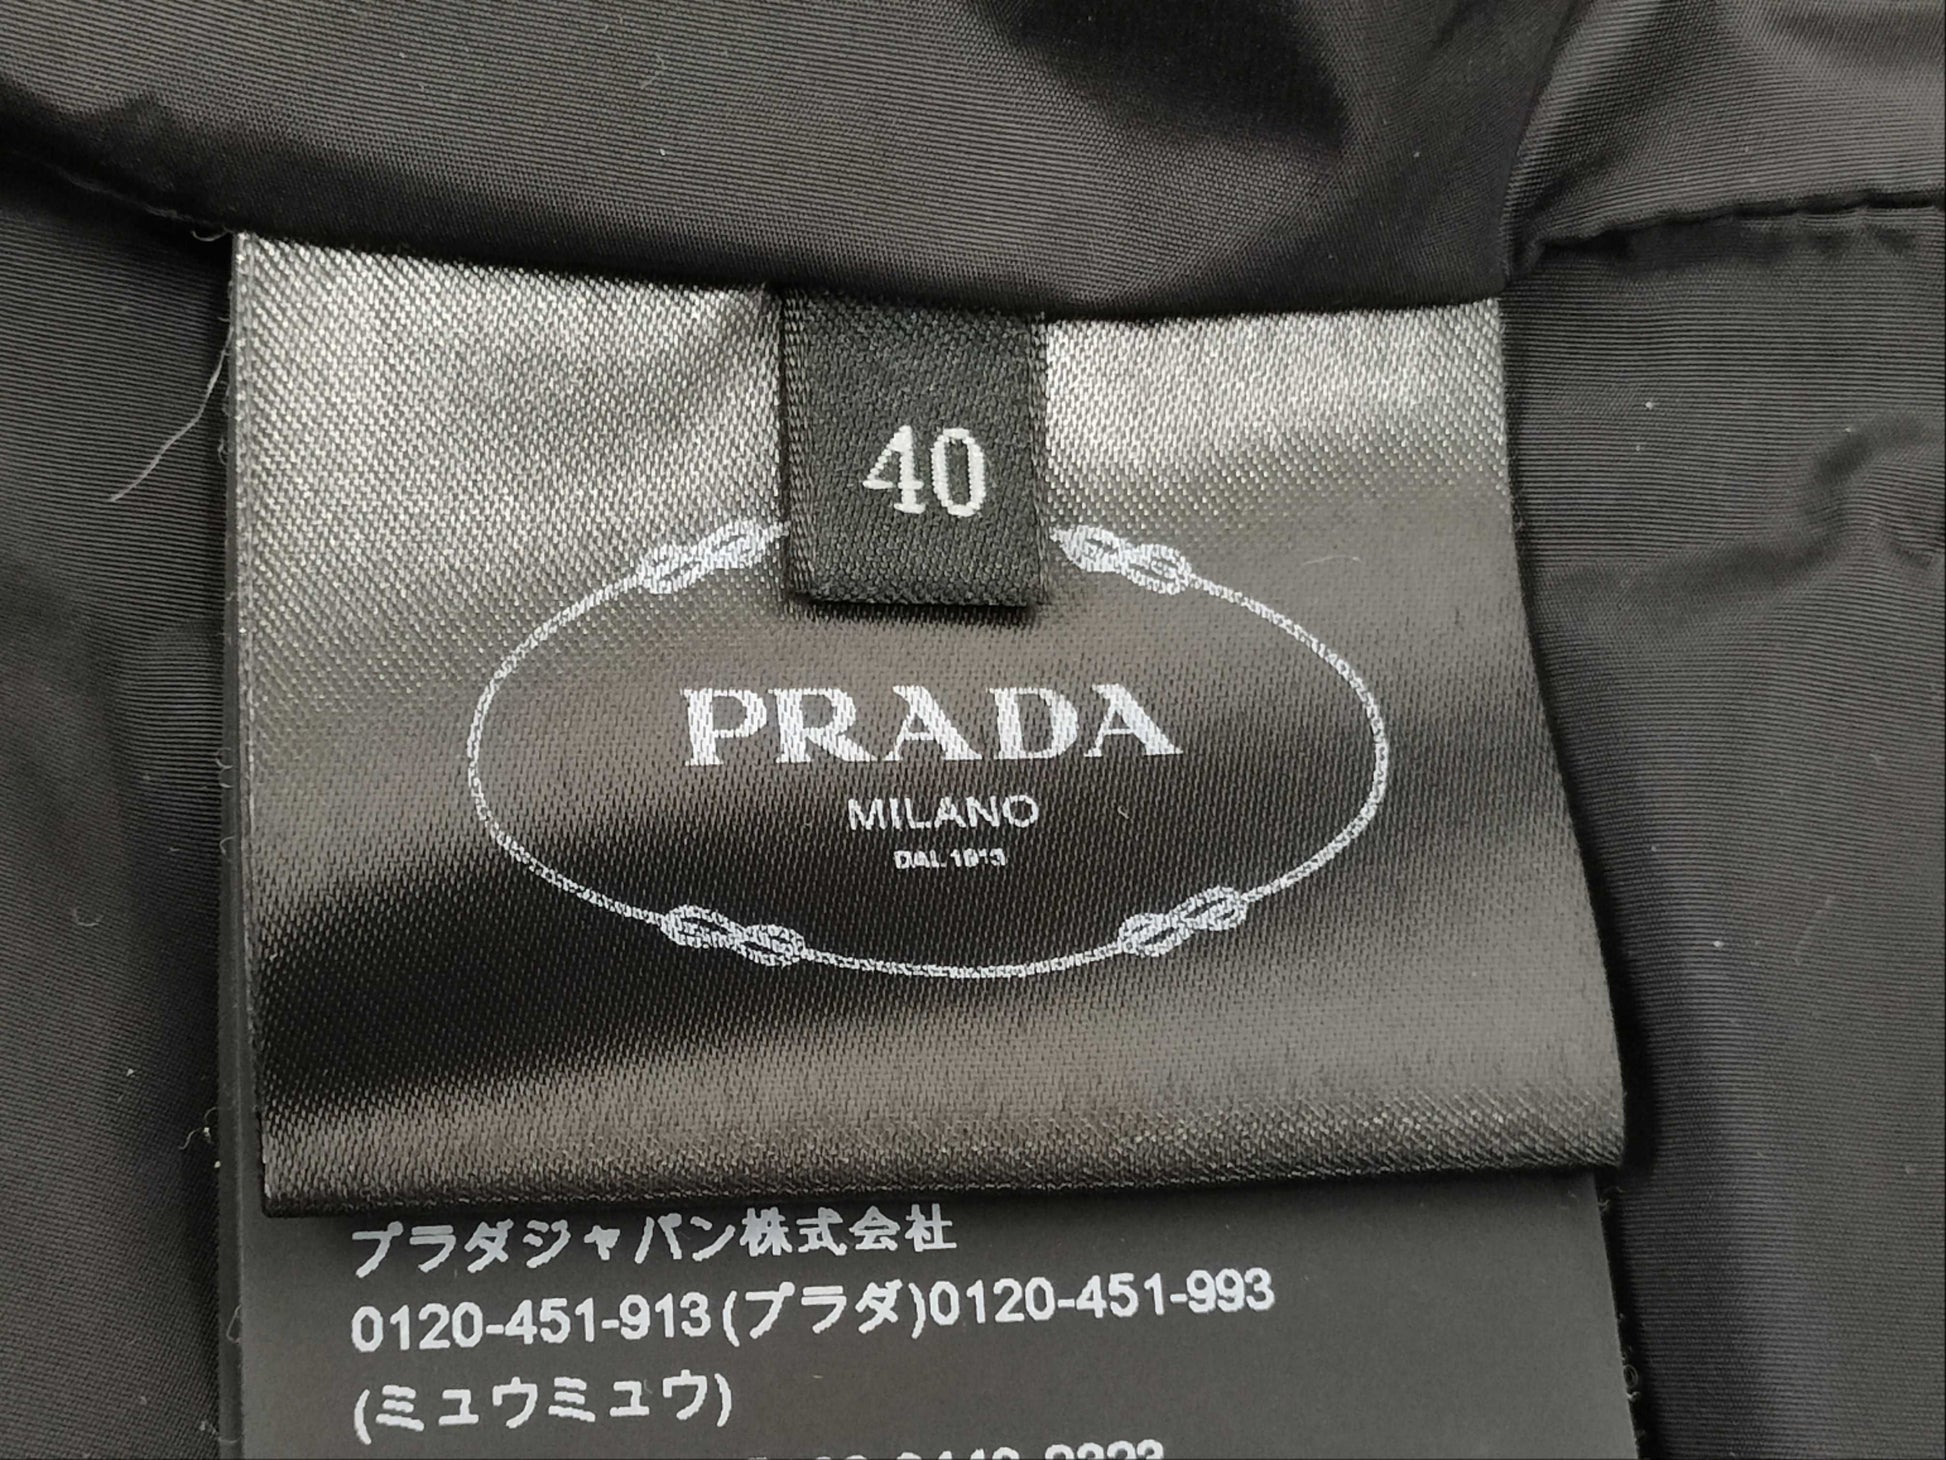 40
PRADA
MILANO
DAL 1913
プラダジャパン株式会社
0120-451-913(プラダ)0120-451-993
(ミュウミュウ)